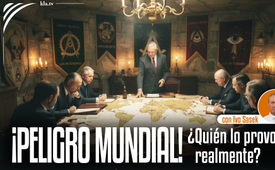 kla.tv
con Ivo Sasek
¡PELIGRO MUNDIAL!
¿Quién lo provo
realmente?